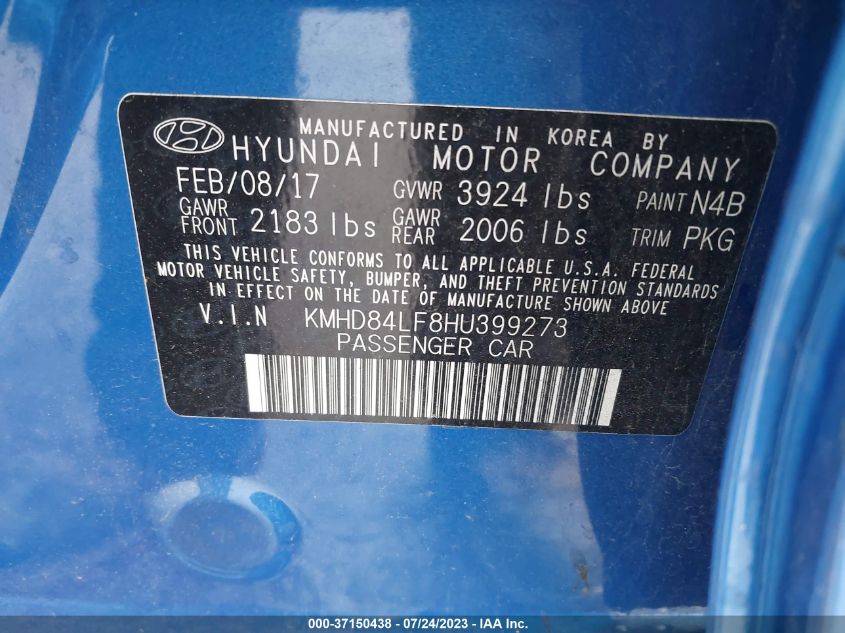 MANUFACTURED IN KOREA BY
HYUNDAI MOTOR COMPANY
FEB/08/17 GVWR 3924 lbs PAINT N4B
GAWR FRONT 2183 lbs GAWR REAR 2006 lbs TRIM PKG
THIS VEHICLE CONFORMS TO ALL APPLICABLE U.S.A. FEDERAL
MOTOR VEHICLE SAFETY, BUMPER, AND THEFT PREVENTION STANDARDS
IN EFFECT ON THE DATE OF MANUFACTURE SHOWN ABOVE
V.I.N KMHD84LF8HU399273
PASSENGER CAR
000-37150438 - 07/24/2023 - IAA, Inc.